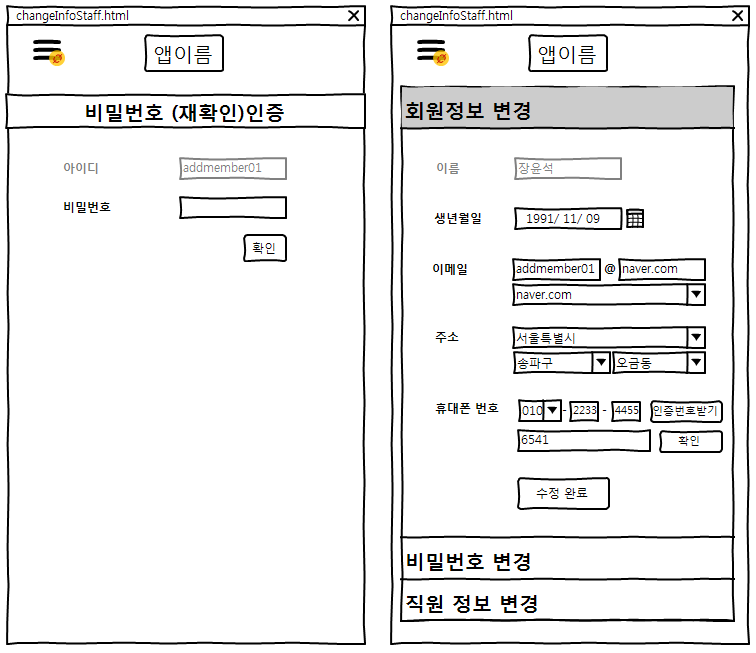 changeInfoStaff.html
앱이름
비밀번호 (재확인)인증
아이디 addmember01
비밀번호
확인
changeInfoStaff.html
앱이름
회원정보 변경
이름 장윤석
생년월일 1991/ 11/ 09
이메일 addmember01 @ naver.com
naver.com
주소 서울특별시
송파구 오금동
휴대폰 번호 010 - 2233 - 4455 인증번호받기
6541 확인
수정 완료
비밀번호 변경
직원 정보 변경